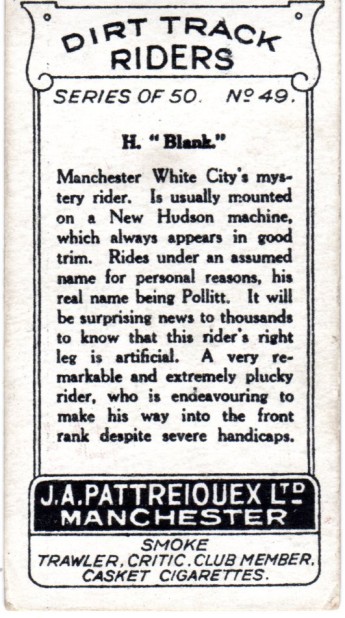 DIRT TRACK
RIDERS
SERIES OF 50. Nº 49.
H. "Blank."
Manchester White City's mys-
tery rider. Is usually mounted
on a New Hudson machine,
which always appears in good
trim. Rides under an assumed
name for personal reasons, his
real name being Pollitt. It will
be surprising news to thousands
to know that this rider's right
leg is artificial. A very re-
markable and extremely plucky
rider, who is endeavouring to
make his way into the front
rank despite severe handicaps.
J.A.PATTREIOUEX LTD
MANCHESTER
SMOKE
TRAWLER, CRITIC, CLUB MEMBER,
CASKET CIGARETTES.